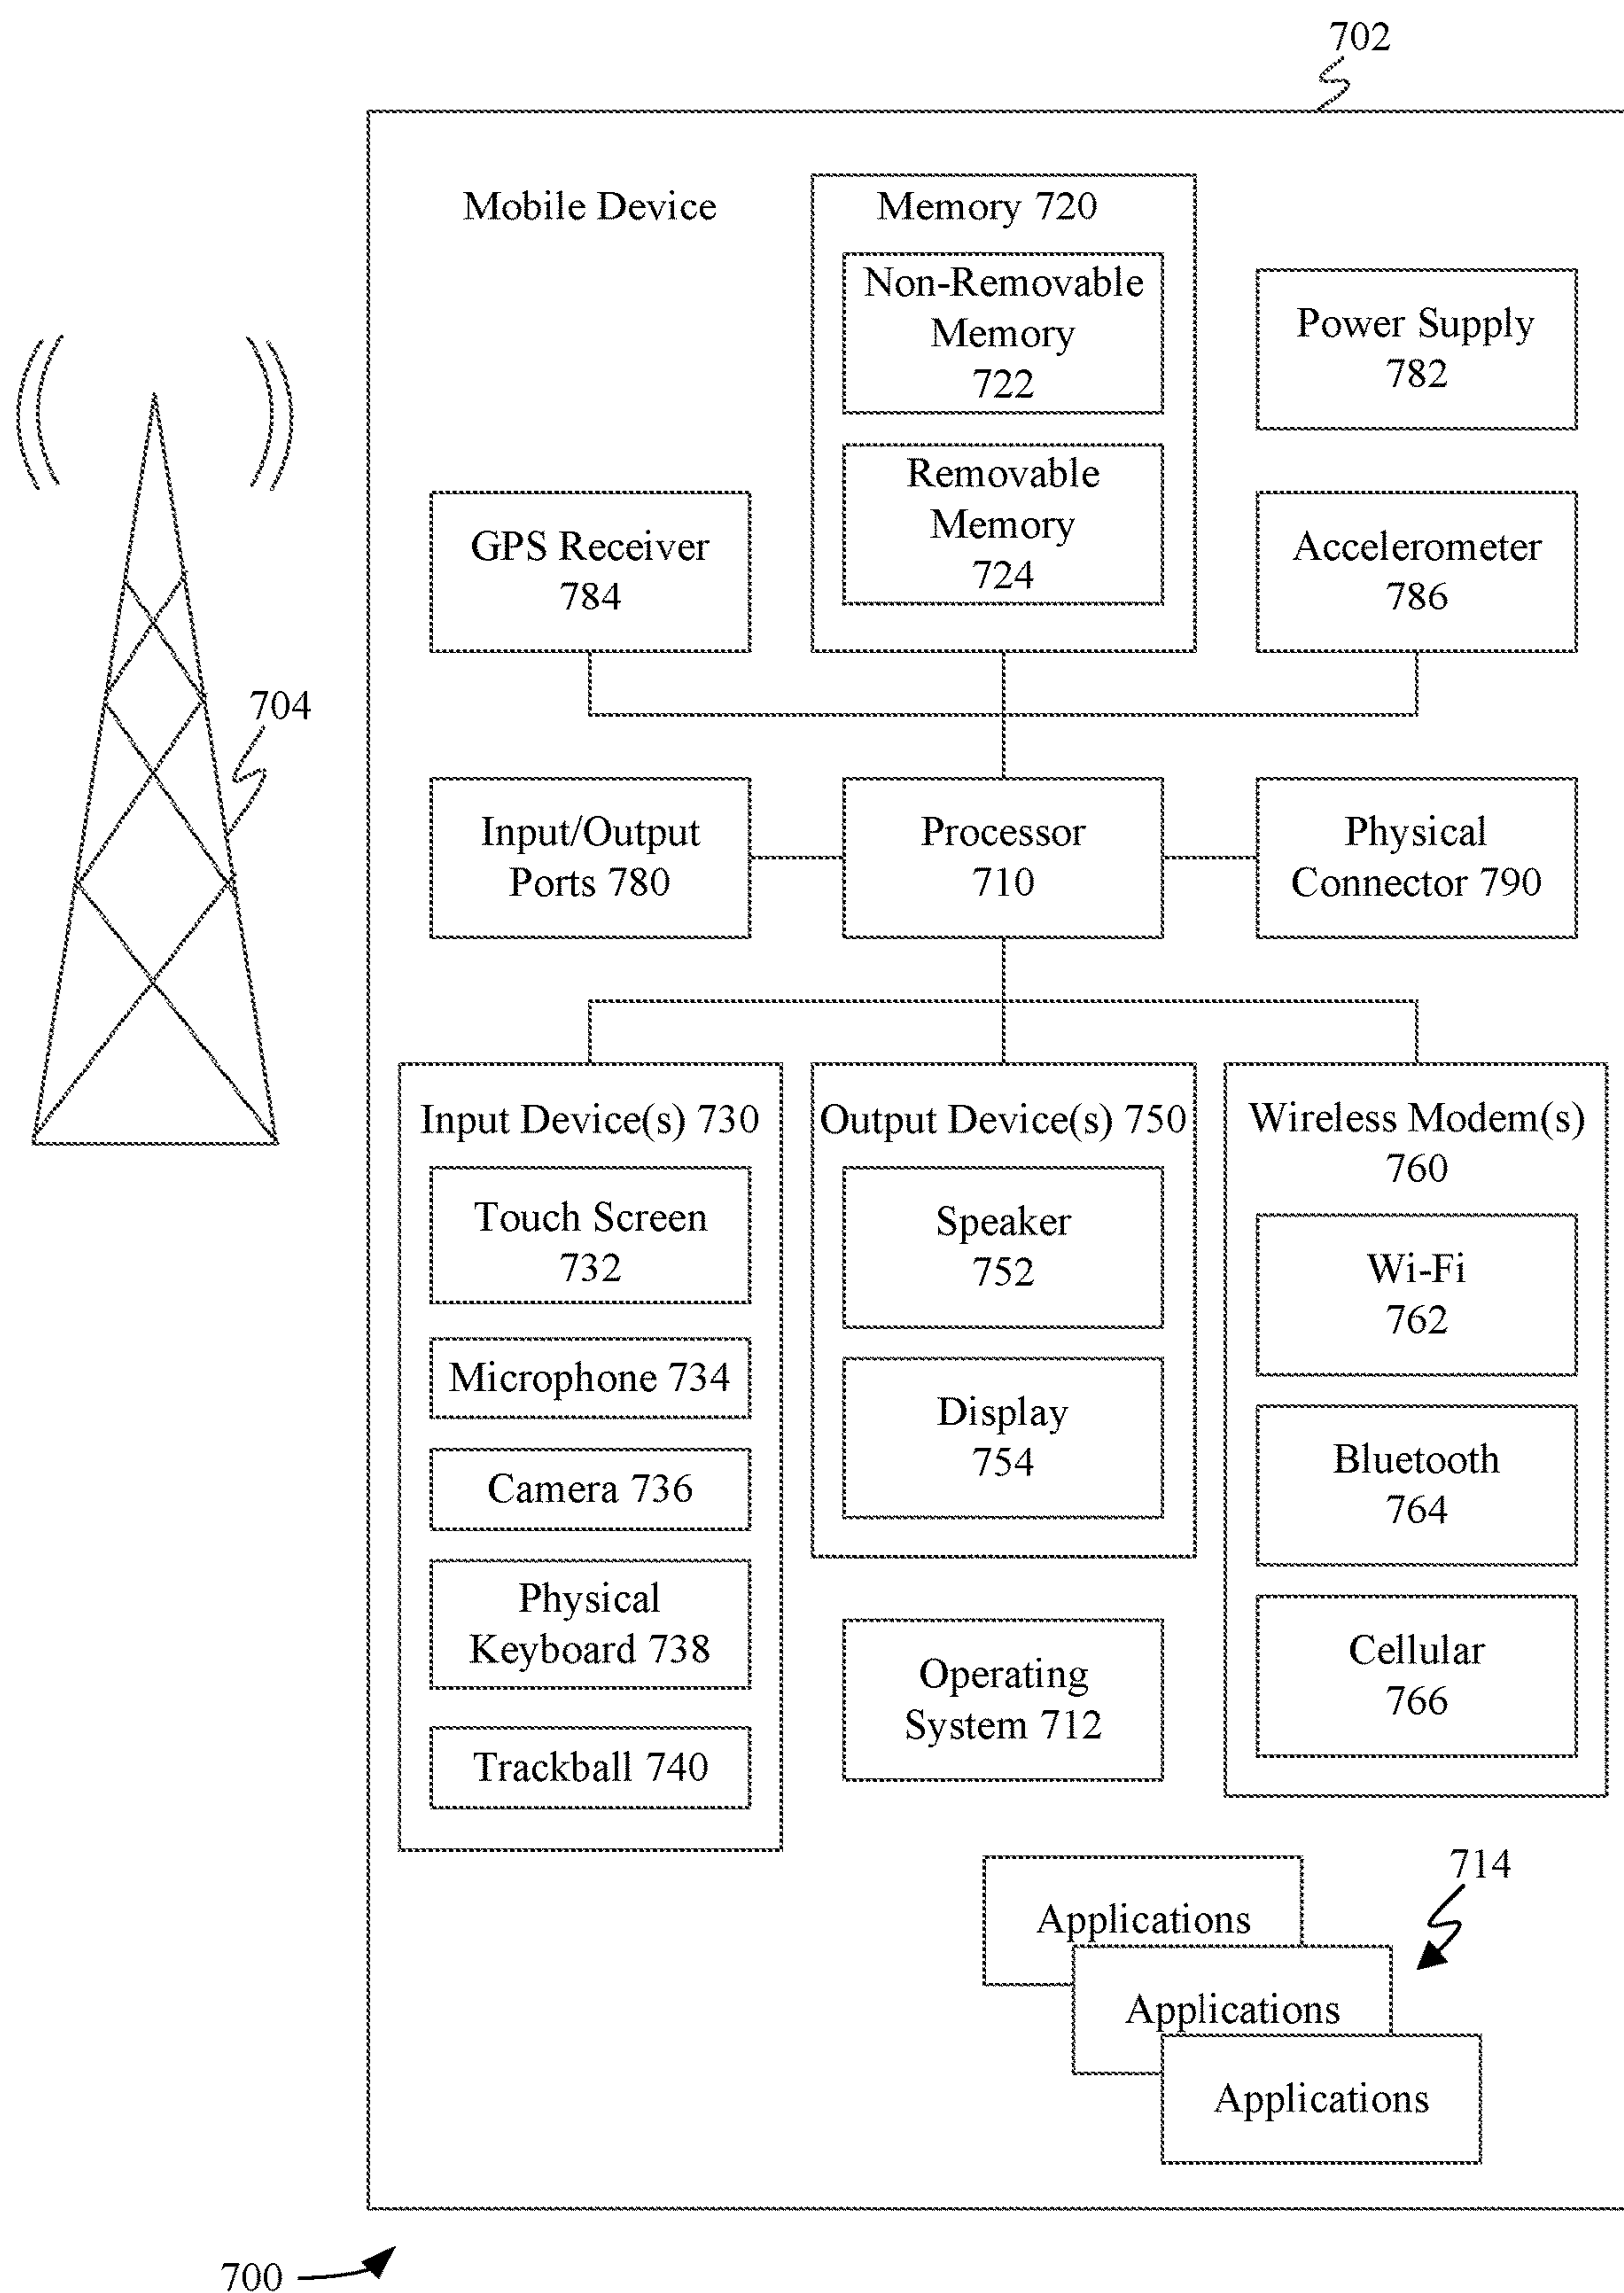 702
Mobile Device
Memory 720
Non-Removable
Memory
722
Power Supply
782
Removable
Memory
724
GPS Receiver
784
Accelerometer
786
704
Input/Output
Ports 780
Processor
710
Physical
Connector 790
Input Device(s) 730
Touch Screen
732
Microphone 734
Camera 736
Physical
Keyboard 738
Trackball 740
Output Device(s) 750
Speaker
752
Display
754
Operating
System 712
Wireless Modem(s)
760
Wi-Fi
762
Bluetooth
764
Cellular
766
714
Applications
Applications
Applications
700